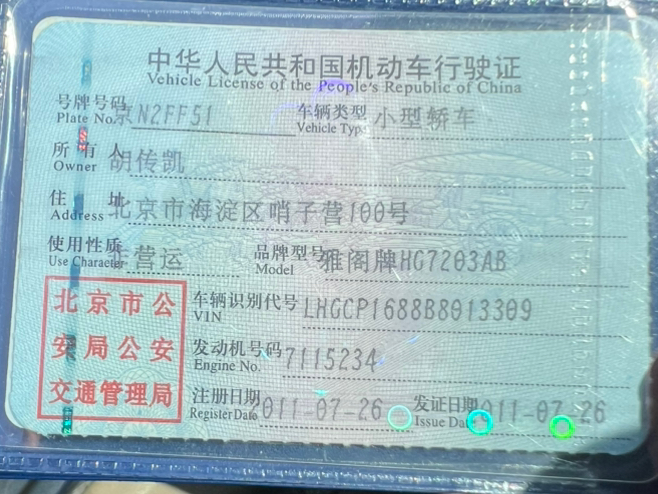 中华人民共和国机动车行驶证
Vehicle License of the People's Republic of China
号牌号码 京N2FF51 车辆类型 小型轿车
Plate No. Vehicle Type
所有人 胡传凯
Owner
住址 北京市海淀区哨子营100号
Address
使用性质 非营运 品牌型号 雅阁牌HG7203AB
Use Character Model
北京市公安局公安交通管理局
车辆识别代号 LHGCP1688B8013309
VIN
发动机号码 7115234
Engine No.
注册日期 2011-07-26 发证日期 2011-07-26
Register Date Issue Date